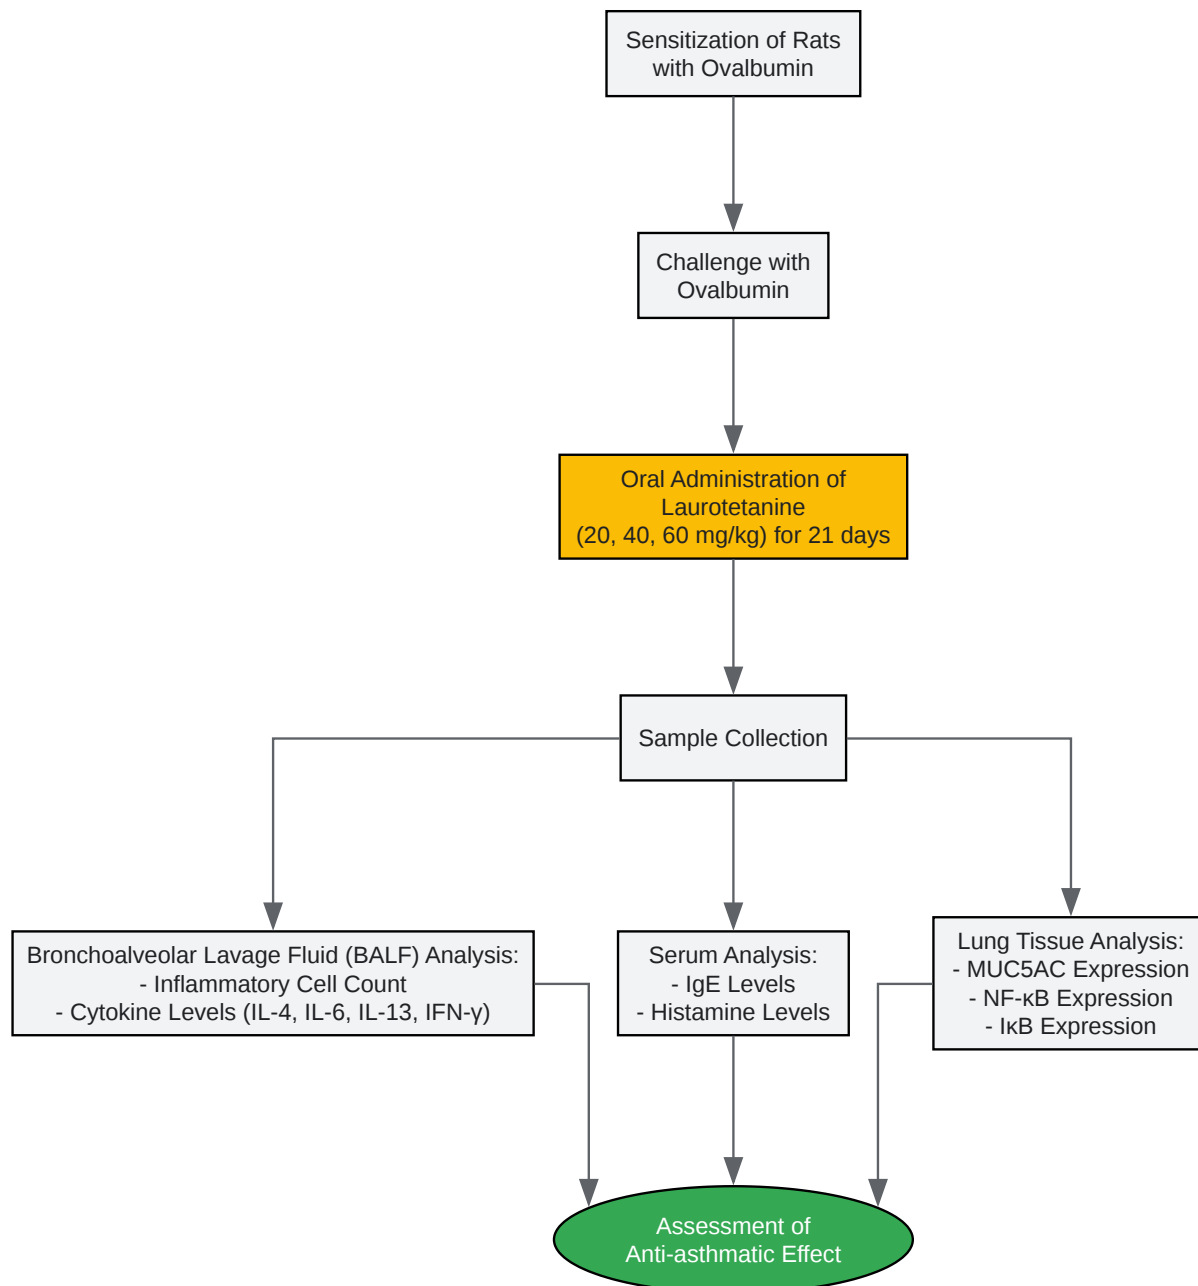 Sensitization of Rats
with Ovalbumin
Challenge with
Ovalbumin
Oral Administration of
Laurotetanine
(20, 40, 60 mg/kg) for 21 days
Sample Collection
Bronchoalveolar Lavage Fluid (BALF) Analysis:
- Inflammatory Cell Count
- Cytokine Levels (IL-4, IL-6, IL-13, IFN-γ)
Serum Analysis:
- IgE Levels
- Histamine Levels
Lung Tissue Analysis:
- MUC5AC Expression
- NF-κB Expression
- IκB Expression
Assessment of
Anti-asthmatic Effect